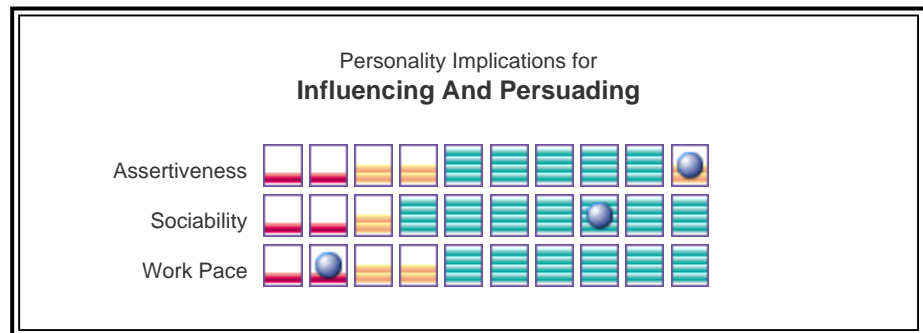 Personality Implications for
Influencing And Persuading
Assertiveness
Sociability
Work Pace